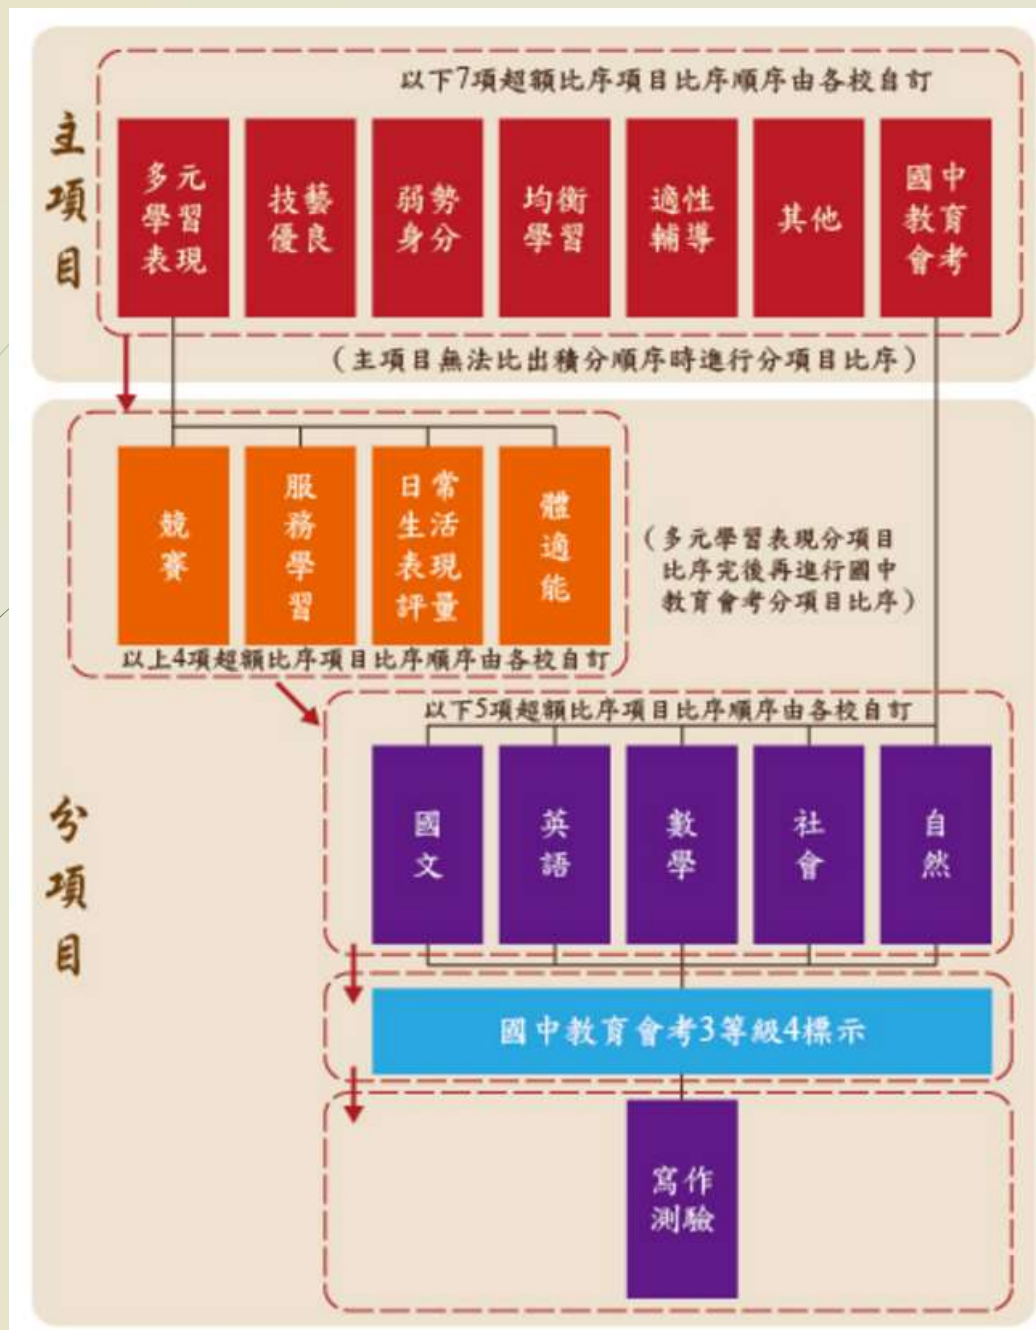 主項目
以下7項超額比序項目比序順序由各校自訂
多元
學習
表現
技藝
優良
弱勢
身分
均衡
學習
適性
輔導
其他
國中
教育
會考
（主項目無法比出積分順序時進行分項目比序）
分項目
競賽
服務學習
日常
生活
表現
評量
體適能
以上4項超額比序項目比序順序由各校自訂
（多元學習表現分項目
比序完後再進行國中
教育會考分項目比序）
以下5項超額比序項目比序順序由各校自訂
國文
英語
數學
社會
自然
國中教育會考3等級4標示
寫作
測驗